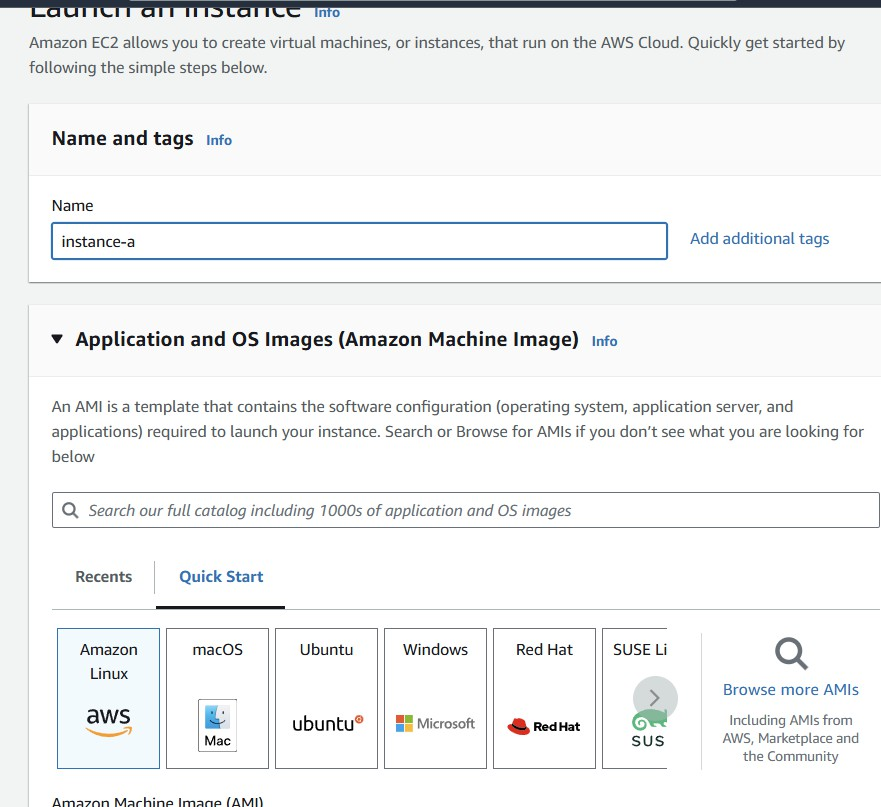 Launch an instance Info
Amazon EC2 allows you to create virtual machines, or instances, that run on the AWS Cloud. Quickly get started by
following the simple steps below.
Name and tags Info
Name
instance-a
Add additional tags
Application and OS Images (Amazon Machine Image) Info
An AMI is a template that contains the software configuration (operating system, application server, and
applications) required to launch your instance. Search or Browse for AMIs if you don’t see what you are looking for
below
Search our full catalog including 1000s of application and OS images
Recents
Quick Start
Amazon
Linux
aws
macOS
Mac
Ubuntu
ubuntu
Windows
Microsoft
Red Hat
Red Hat
SUSE Li
SUS
Browse more AMIs
Including AMIs from
AWS, Marketplace and
the Community
Amazon Machine Image (AMI)